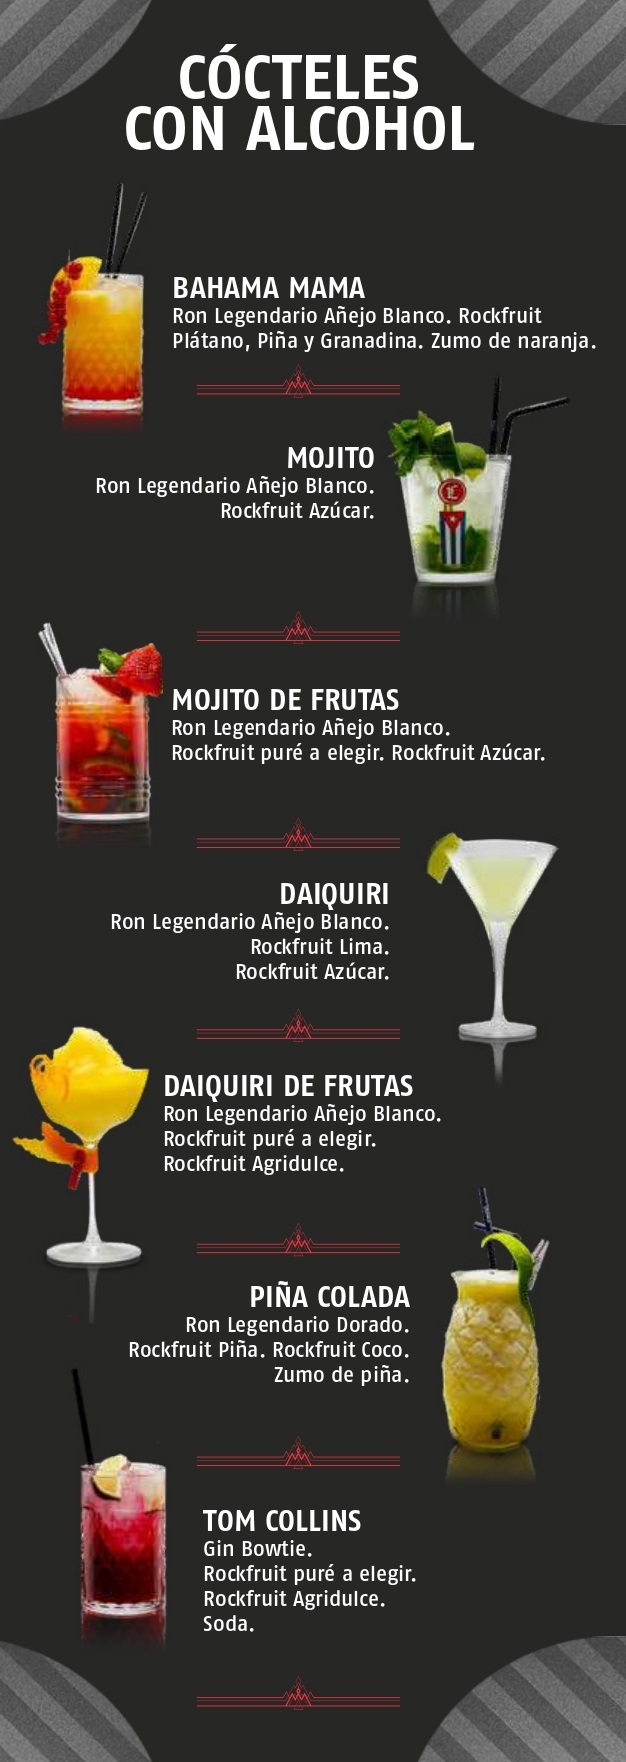 CÓCTELES
CON ALCOHOL
BAHAMA MAMA
Ron Legendario Añejo Blanco. Rockfruit
Plátano, Piña y Granadina. Zumo de naranja.
MOJITO
Ron Legendario Añejo Blanco.
Rockfruit Azúcar.
MOJITO DE FRUTAS
Ron Legendario Añejo Blanco.
Rockfruit puré a elegir. Rockfruit Azúcar.
DAIQUIRI
Ron Legendario Añejo Blanco.
Rockfruit Lima.
Rockfruit Azúcar.
DAIQUIRI DE FRUTAS
Ron Legendario Añejo Blanco.
Rockfruit puré a elegir.
Rockfruit Agridulce.
PIÑA COLADA
Ron Legendario Dorado.
Rockfruit Piña. Rockfruit Coco.
Zumo de piña.
TOM COLLINS
Gin Bowtie.
Rockfruit puré a elegir.
Rockfruit Agridulce.
Soda.